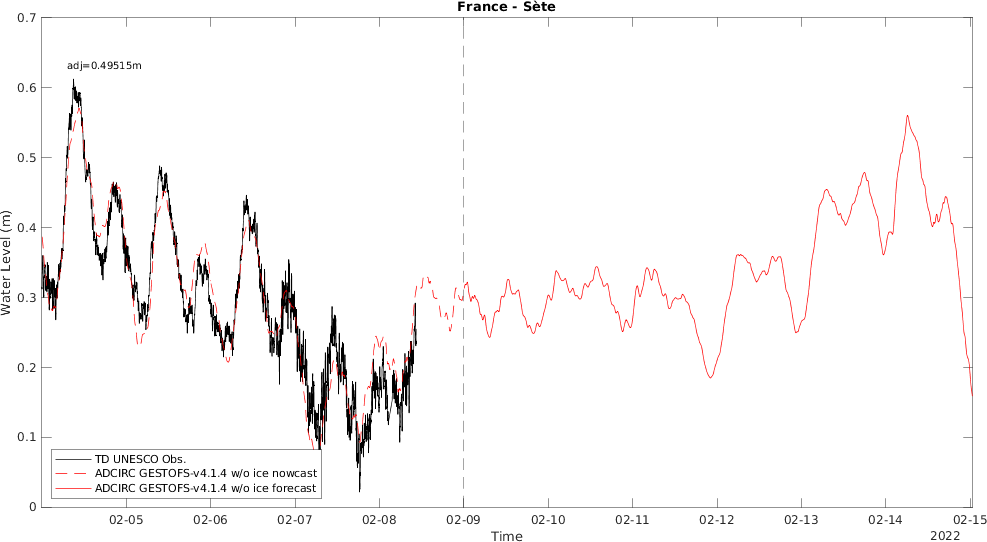 France - Sète
adj=0.49515m
0.7
0.6
0.5
0.4
0.3
0.2
0.1
0
Water Level (m)
TD UNESCO Obs.
ADCIRC GESTOFS-v4.1.4 w/o ice nowcast
ADCIRC GESTOFS-v4.1.4 w/o ice forecast
02-05 02-06 02-07 02-08 02-09 02-10 02-11 02-12 02-13 02-14 02-15
Time
2022